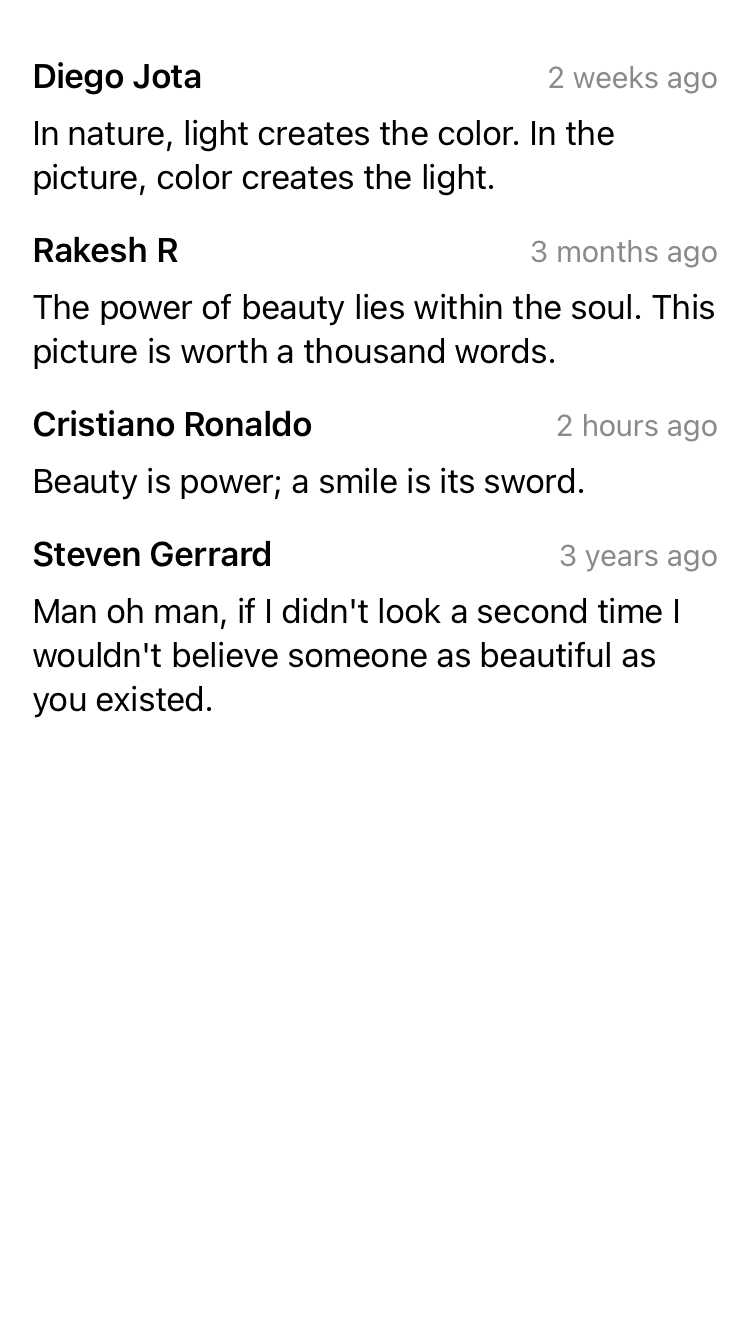 Diego Jota 2 weeks ago
In nature, light creates the color. In the
picture, color creates the light.
Rakesh R 3 months ago
The power of beauty lies within the soul. This
picture is worth a thousand words.
Cristiano Ronaldo 2 hours ago
Beauty is power; a smile is its sword.
Steven Gerrard 3 years ago
Man oh man, if I didn't look a second time I
wouldn't believe someone as beautiful as
you existed.